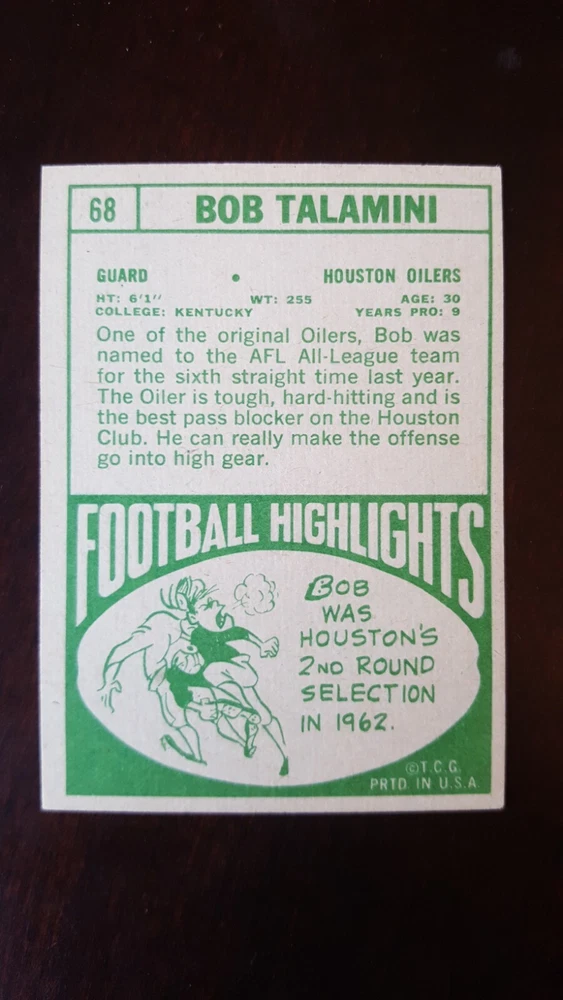 68 BOB TALAMINI
GUARD • HOUSTON OILERS
HT: 6'1" WT: 255 AGE: 30
COLLEGE: KENTUCKY YEARS PRO: 9
One of the original Oilers, Bob was
named to the AFL All-League team
for the sixth straight time last year.
The Oiler is tough, hard-hitting and is
the best pass blocker on the Houston
Club. He can really make the offense
go into high gear.
FOOTBALL HIGHLIGHTS
BOB
WAS
HOUSTON'S
2ND ROUND
SELECTION
IN 1962.
©T.C.G.
PRTD. IN U.S.A.